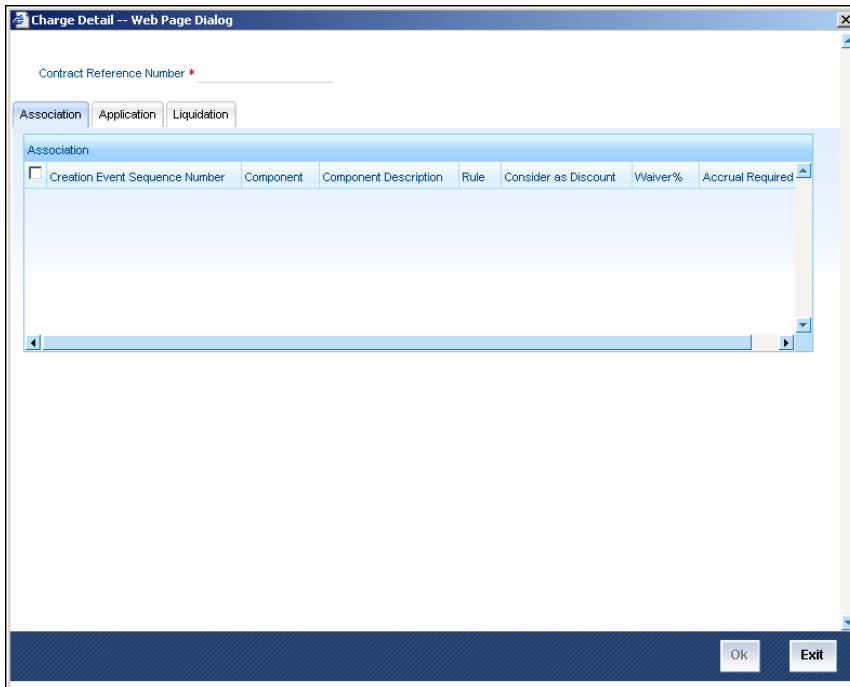 Charge Detail -- Web Page Dialog
Contract Reference Number *
Association Application Liquidation
Association
Creation Event Sequence Number Component Component Description Rule Consider as Discount Waiver% Accrual Required
Ok Exit